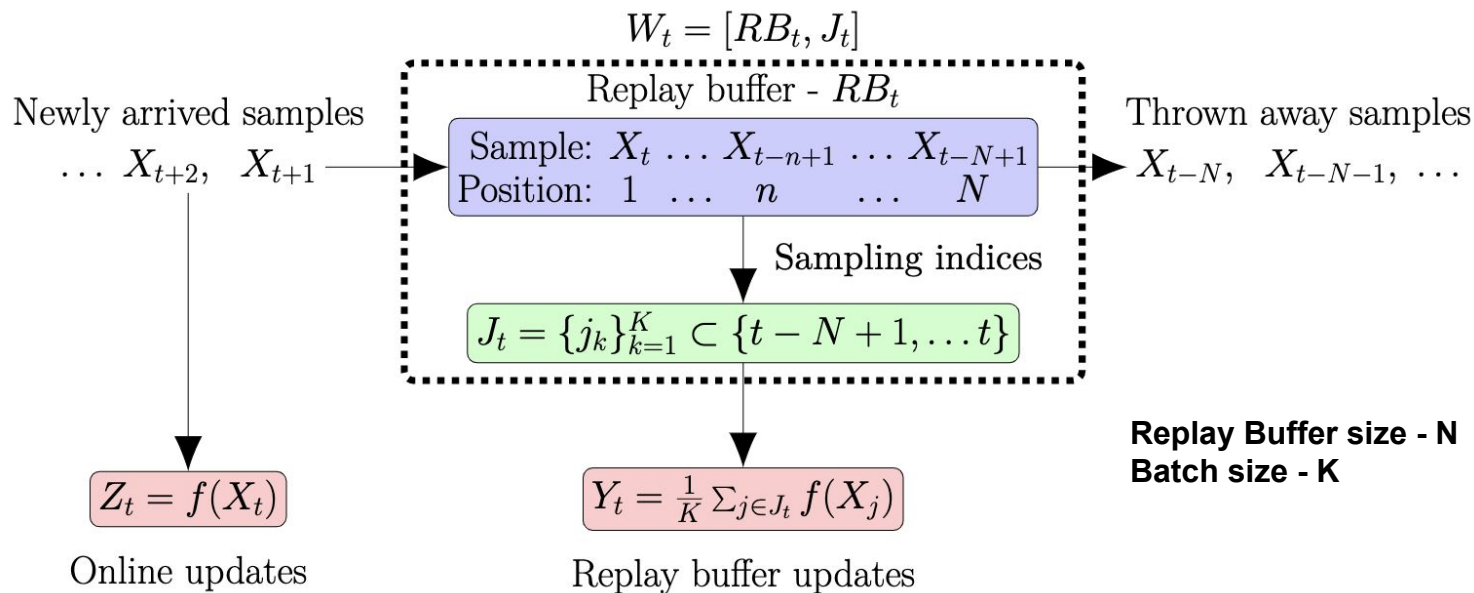 W_t = [RB_t, J_t]
Newly arrived samples
… X_{t+2}, X_{t+1}
Replay buffer - RB_t
Sample: X_t … X_{t−n+1} … X_{t−N+1}
Position: 1 … n … N
Thrown away samples
X_{t−N}, X_{t−N−1}, …
Sampling indices
J_t = {j_k}_{k=1}^K ⊂ {t − N + 1, … t}
Replay Buffer size - N
Batch size - K
Z_t = f(X_t)
Online updates
Y_t = \frac{1}{K} ∑_{j∈J_t} f(X_j)
Replay buffer updates